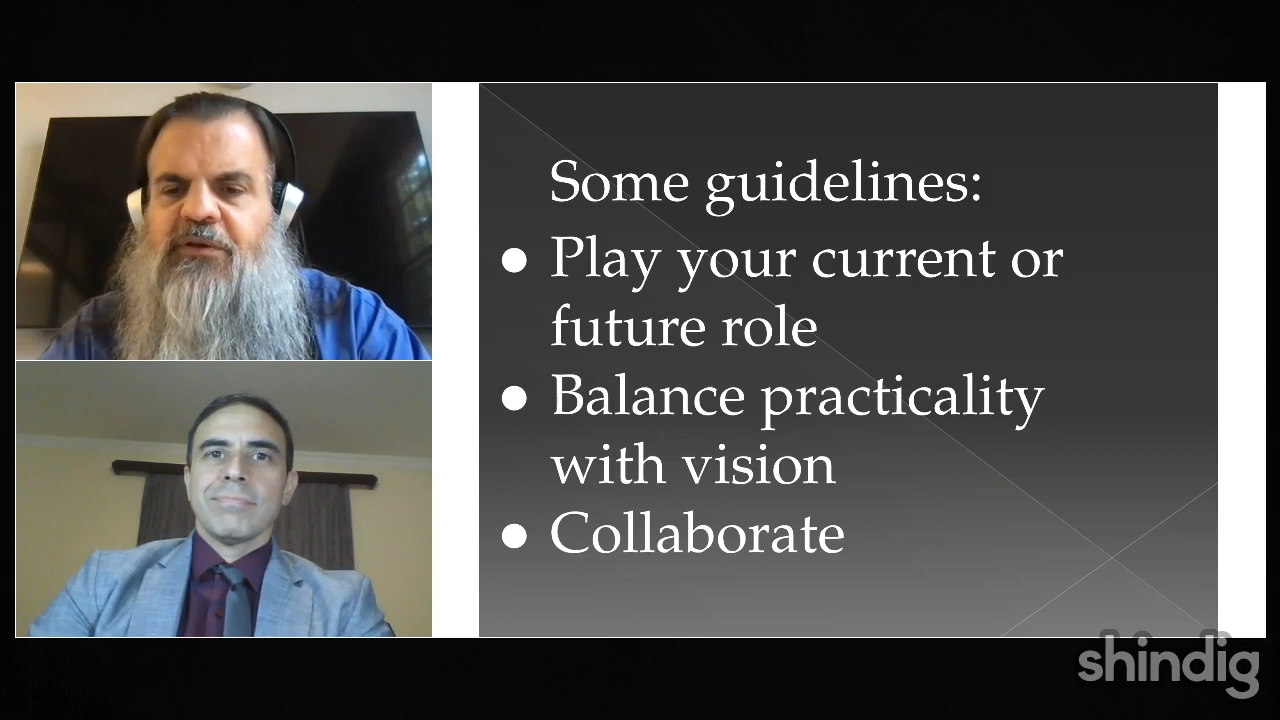 Some guidelines:
● Play your current or
future role
● Balance practicality
with vision
● Collaborate
shindig